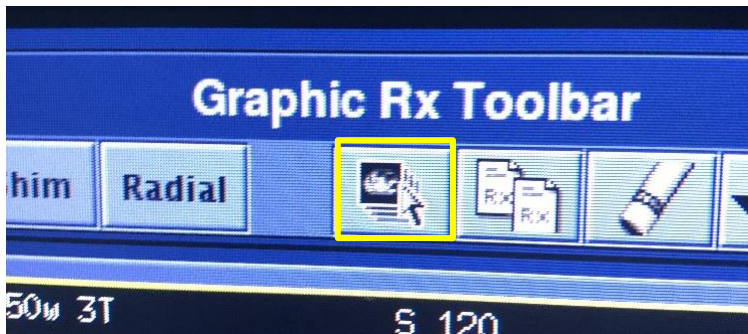 Graphic Rx Toolbar
him Radial
RX RX
50w 3T
S 120